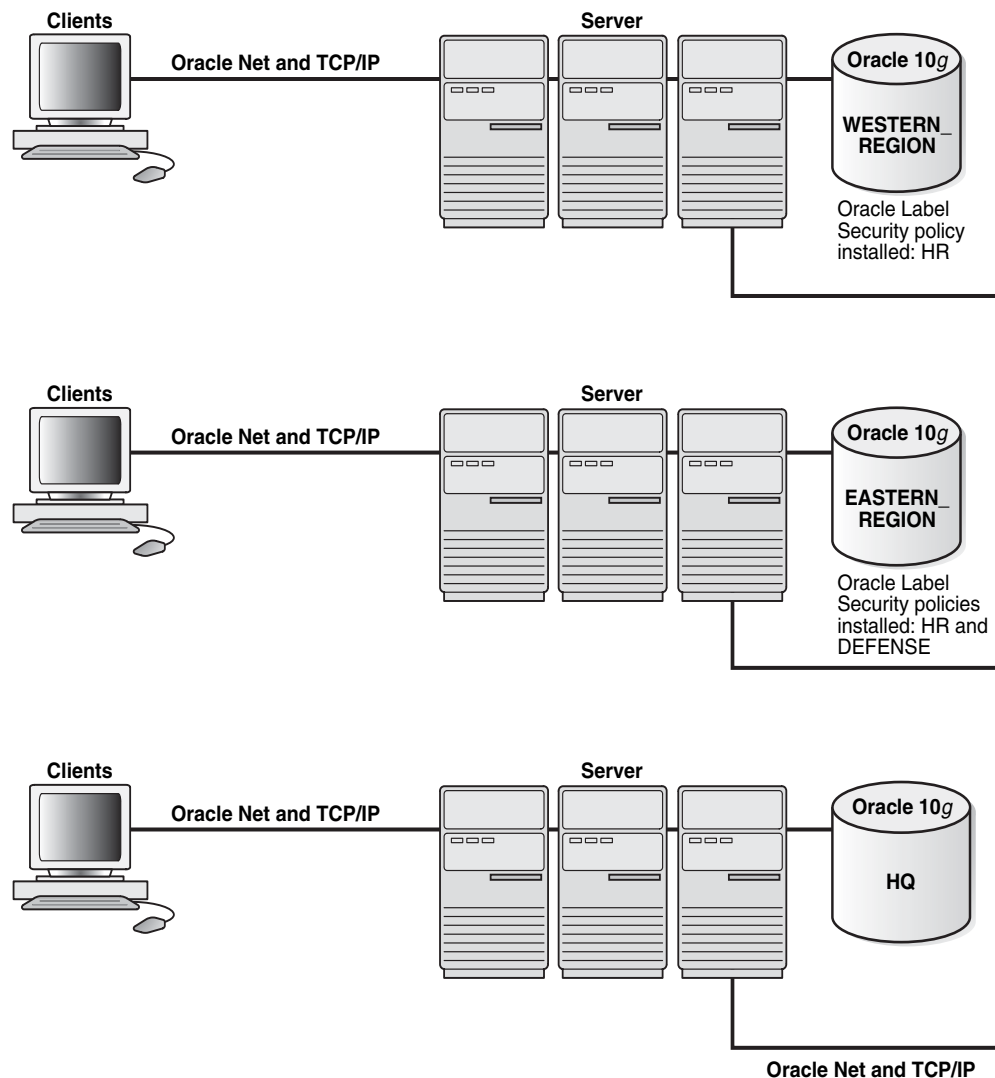 Clients
Server
Oracle Net and TCP/IP
Oracle 10g
WESTERN_
REGION
Oracle Label
Security policy
installed: HR
Clients
Server
Oracle Net and TCP/IP
Oracle 10g
EASTERN_
REGION
Oracle Label
Security policies
installed: HR and
DEFENSE
Clients
Server
Oracle Net and TCP/IP
Oracle 10g
HQ
Oracle Net and TCP/IP